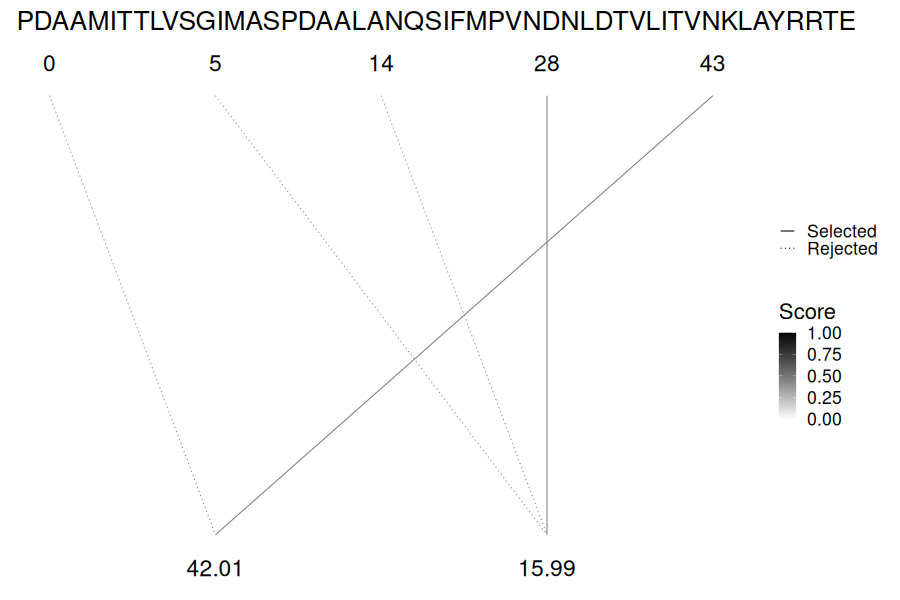 PDAAMITTLVSGIMASPDAALANQSIFMPVNDNLDTVLITVNKLAYRRTE
0 5 14 28 43
Selected
Rejected
Score
1.00
0.75
0.50
0.25
0.00
42.01 15.99